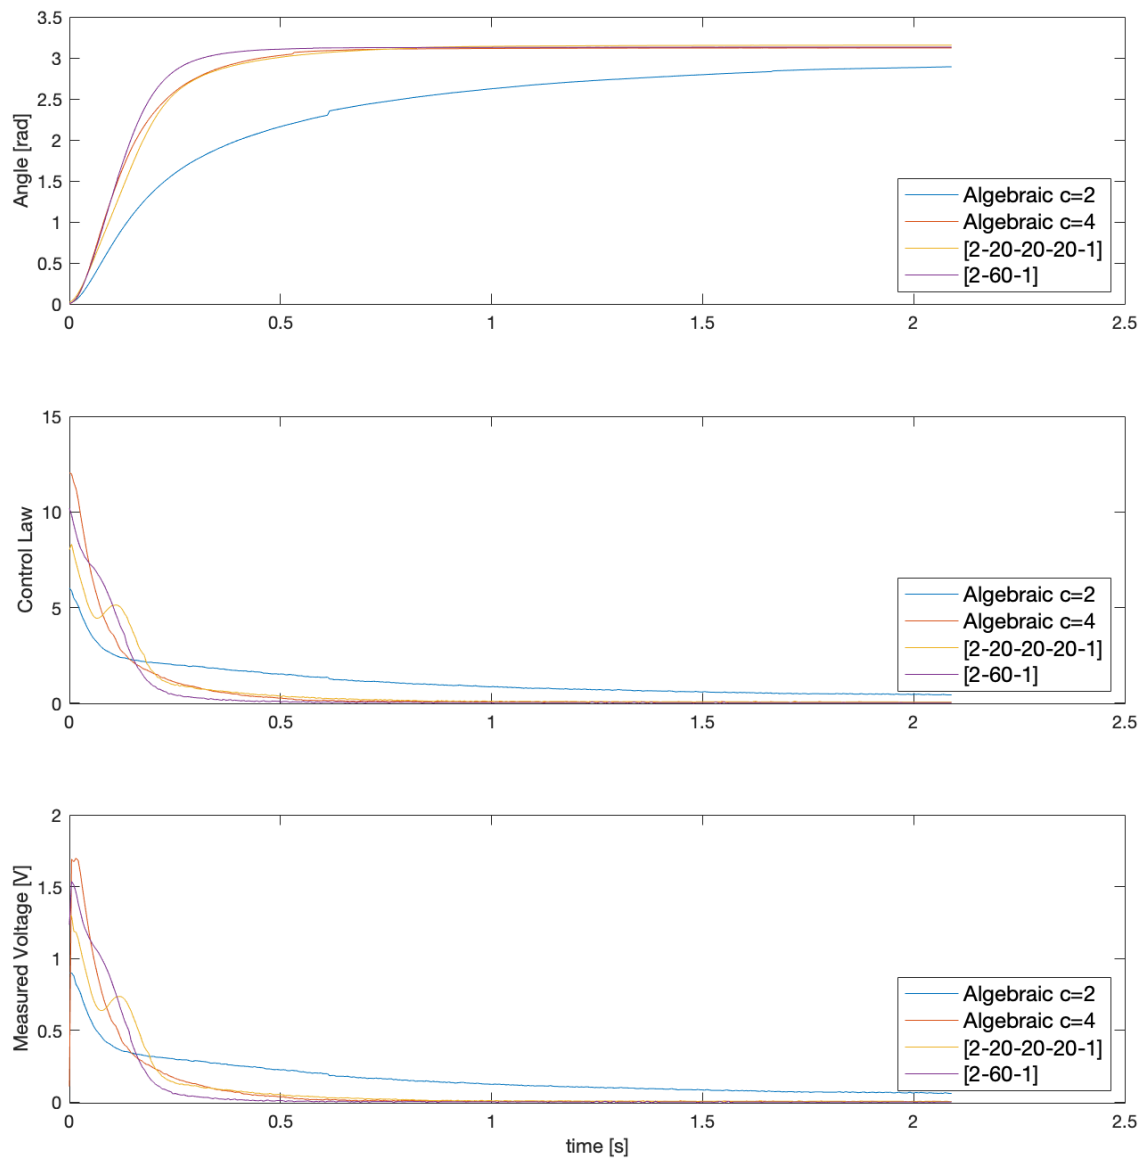 3.5
3
2.5
2
1.5
1
0.5
0
Angle [rad]
0 0.5 1 1.5 2 2.5
Algebraic c=2
Algebraic c=4
[2-20-20-20-1]
[2-60-1]
15
10
5
0
Control Law
0 0.5 1 1.5 2 2.5
Algebraic c=2
Algebraic c=4
[2-20-20-20-1]
[2-60-1]
2
1.5
1
0.5
0
Measured Voltage [V]
0 0.5 1 1.5 2 2.5
Algebraic c=2
Algebraic c=4
[2-20-20-20-1]
[2-60-1]
time [s]